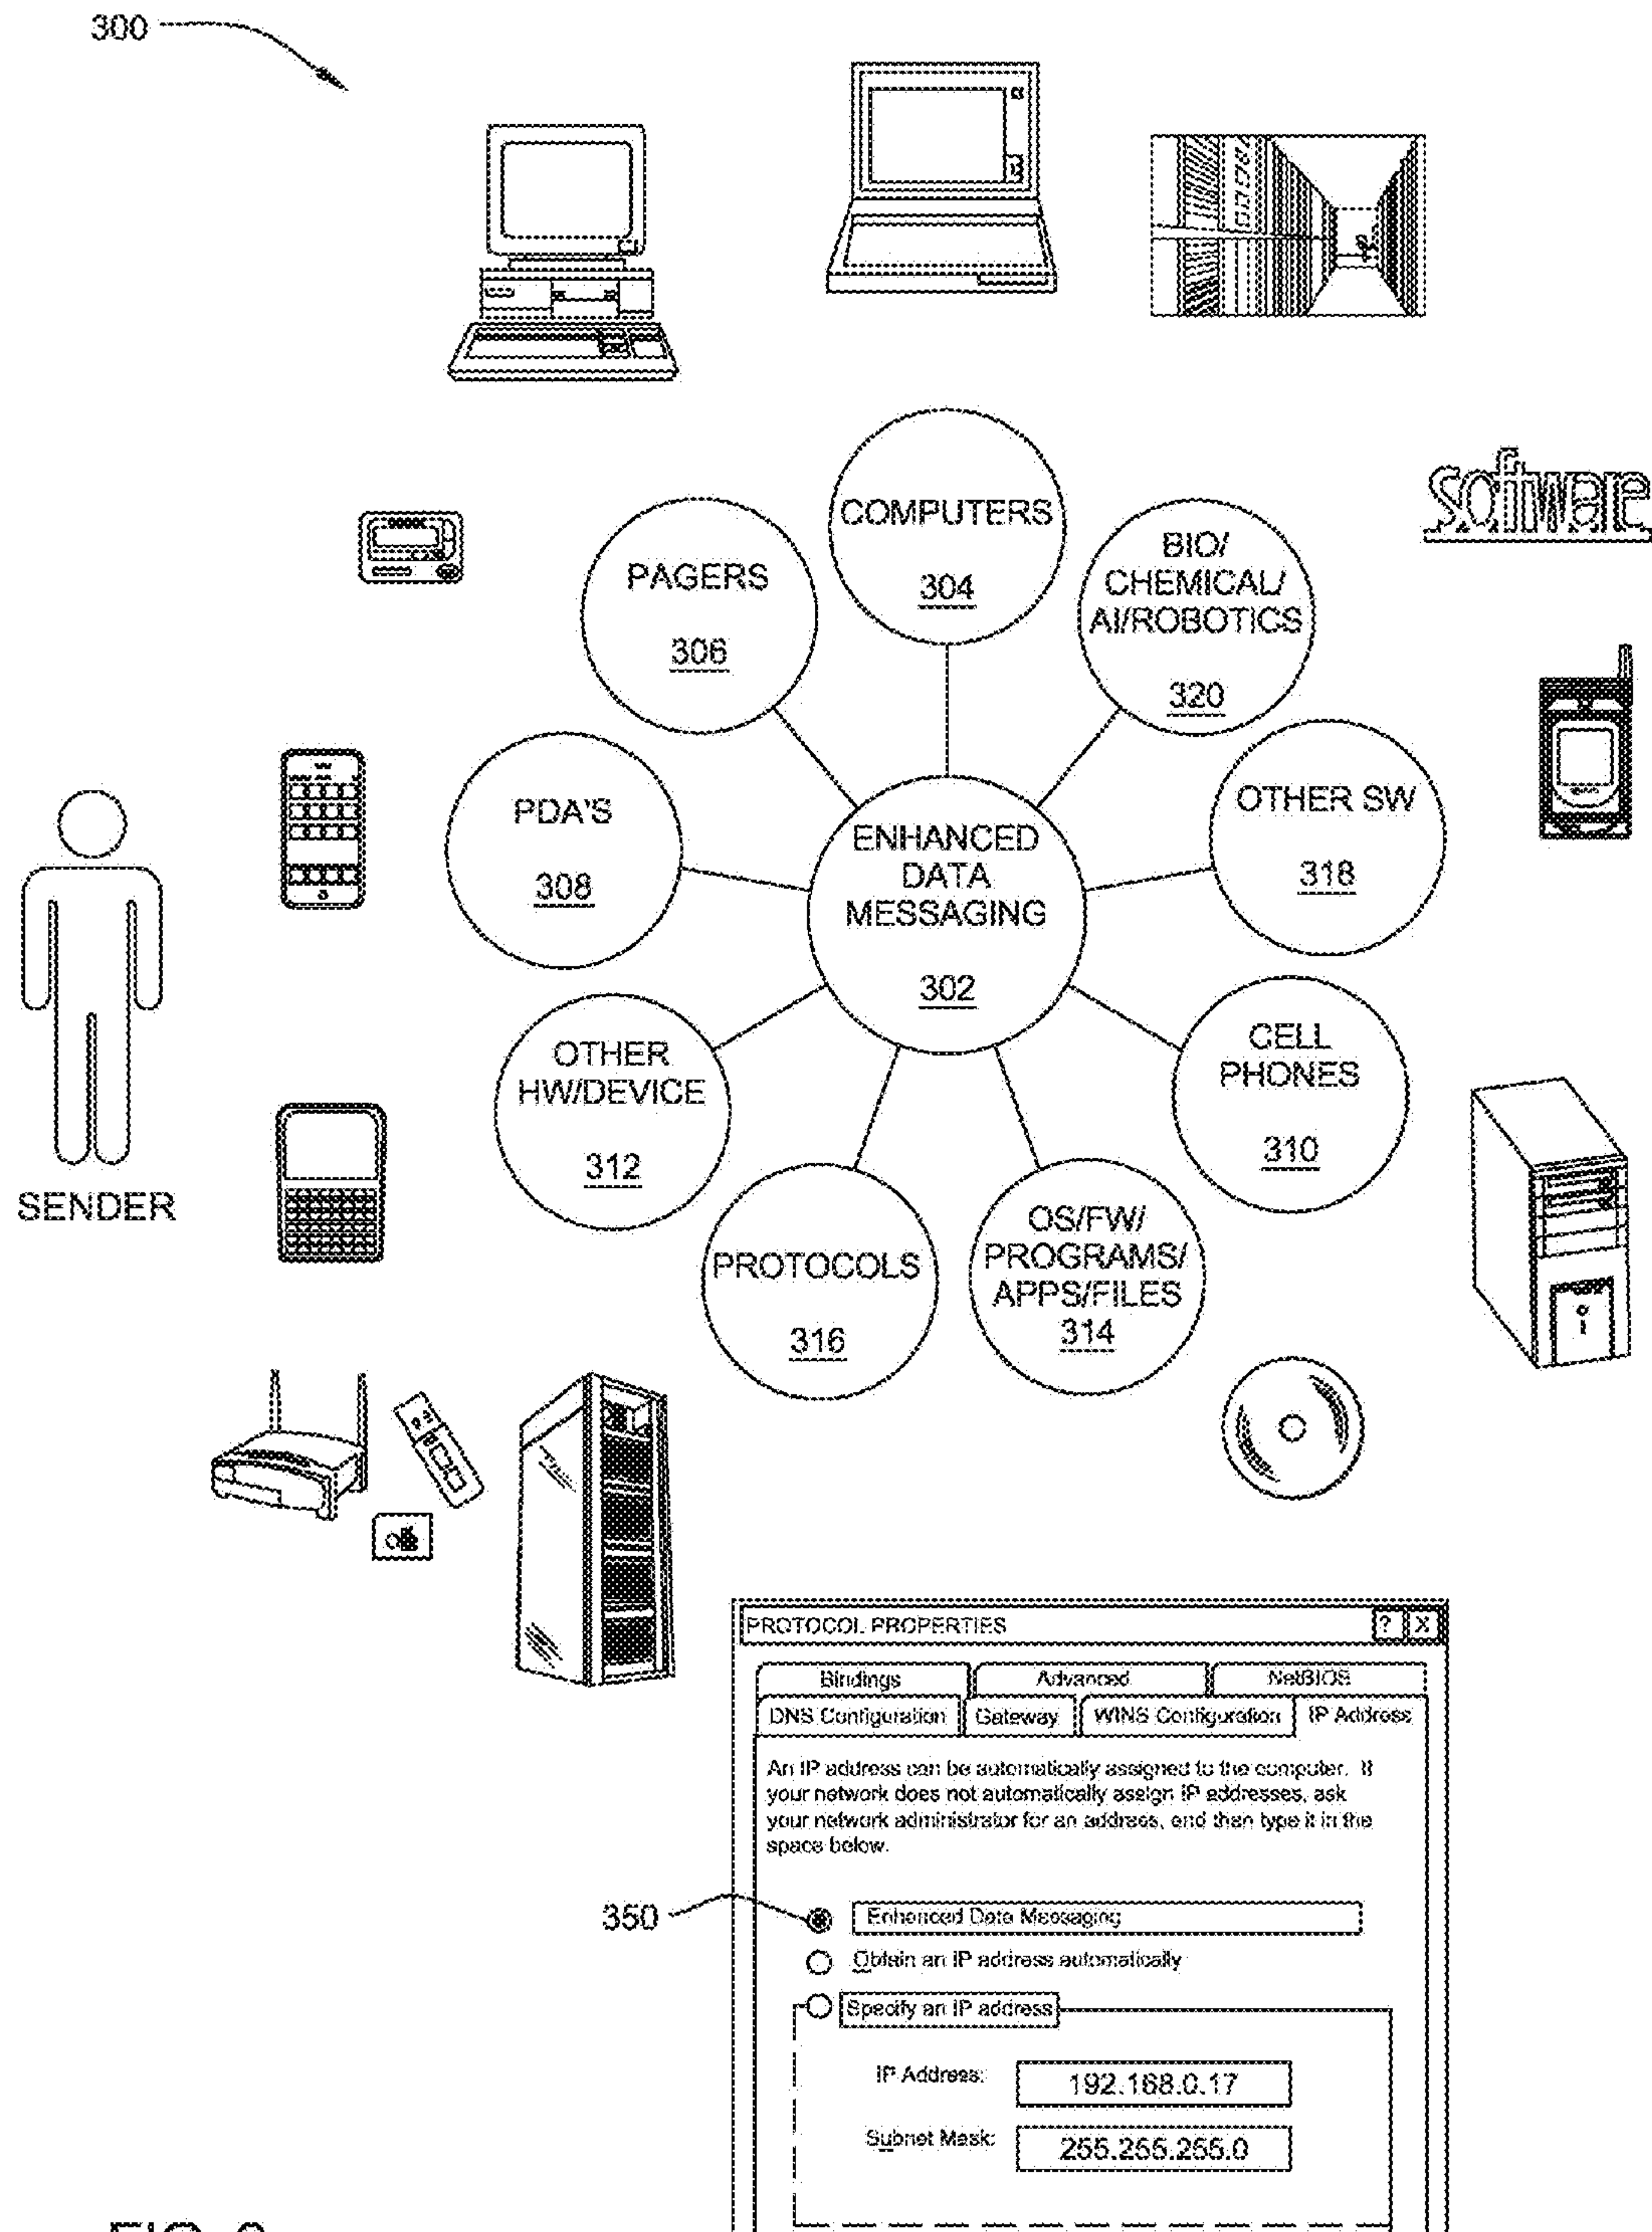 300
software
COMPUTERS
304
PAGERS
306
BIO/
CHEMICAL/
AI/ROBOTICS
320
PDA'S
308
ENHANCED
DATA
MESSAGING
302
OTHER SW
318
OTHER
HW/DEVICE
312
CELL
PHONES
310
SENDER
PROTOCOLS
316
OS/FW/
PROGRAMS/
APPS/FILES
314
PROTOCOL PROPERTIES
? X
Bindings Advanced NetBIOS
DNS Configuration Gateway WINS Configuration IP Address
An IP address can be automatically assigned to the computer. If
your network does not automatically assign IP addresses, ask
your network administrator for an address, and then type it in the
space below.
350
Enhanced Data Messaging
Obtain an IP address automatically
Specify an IP address
IP Address: 192.168.0.17
Subnet Mask: 255.255.255.0
FIG.